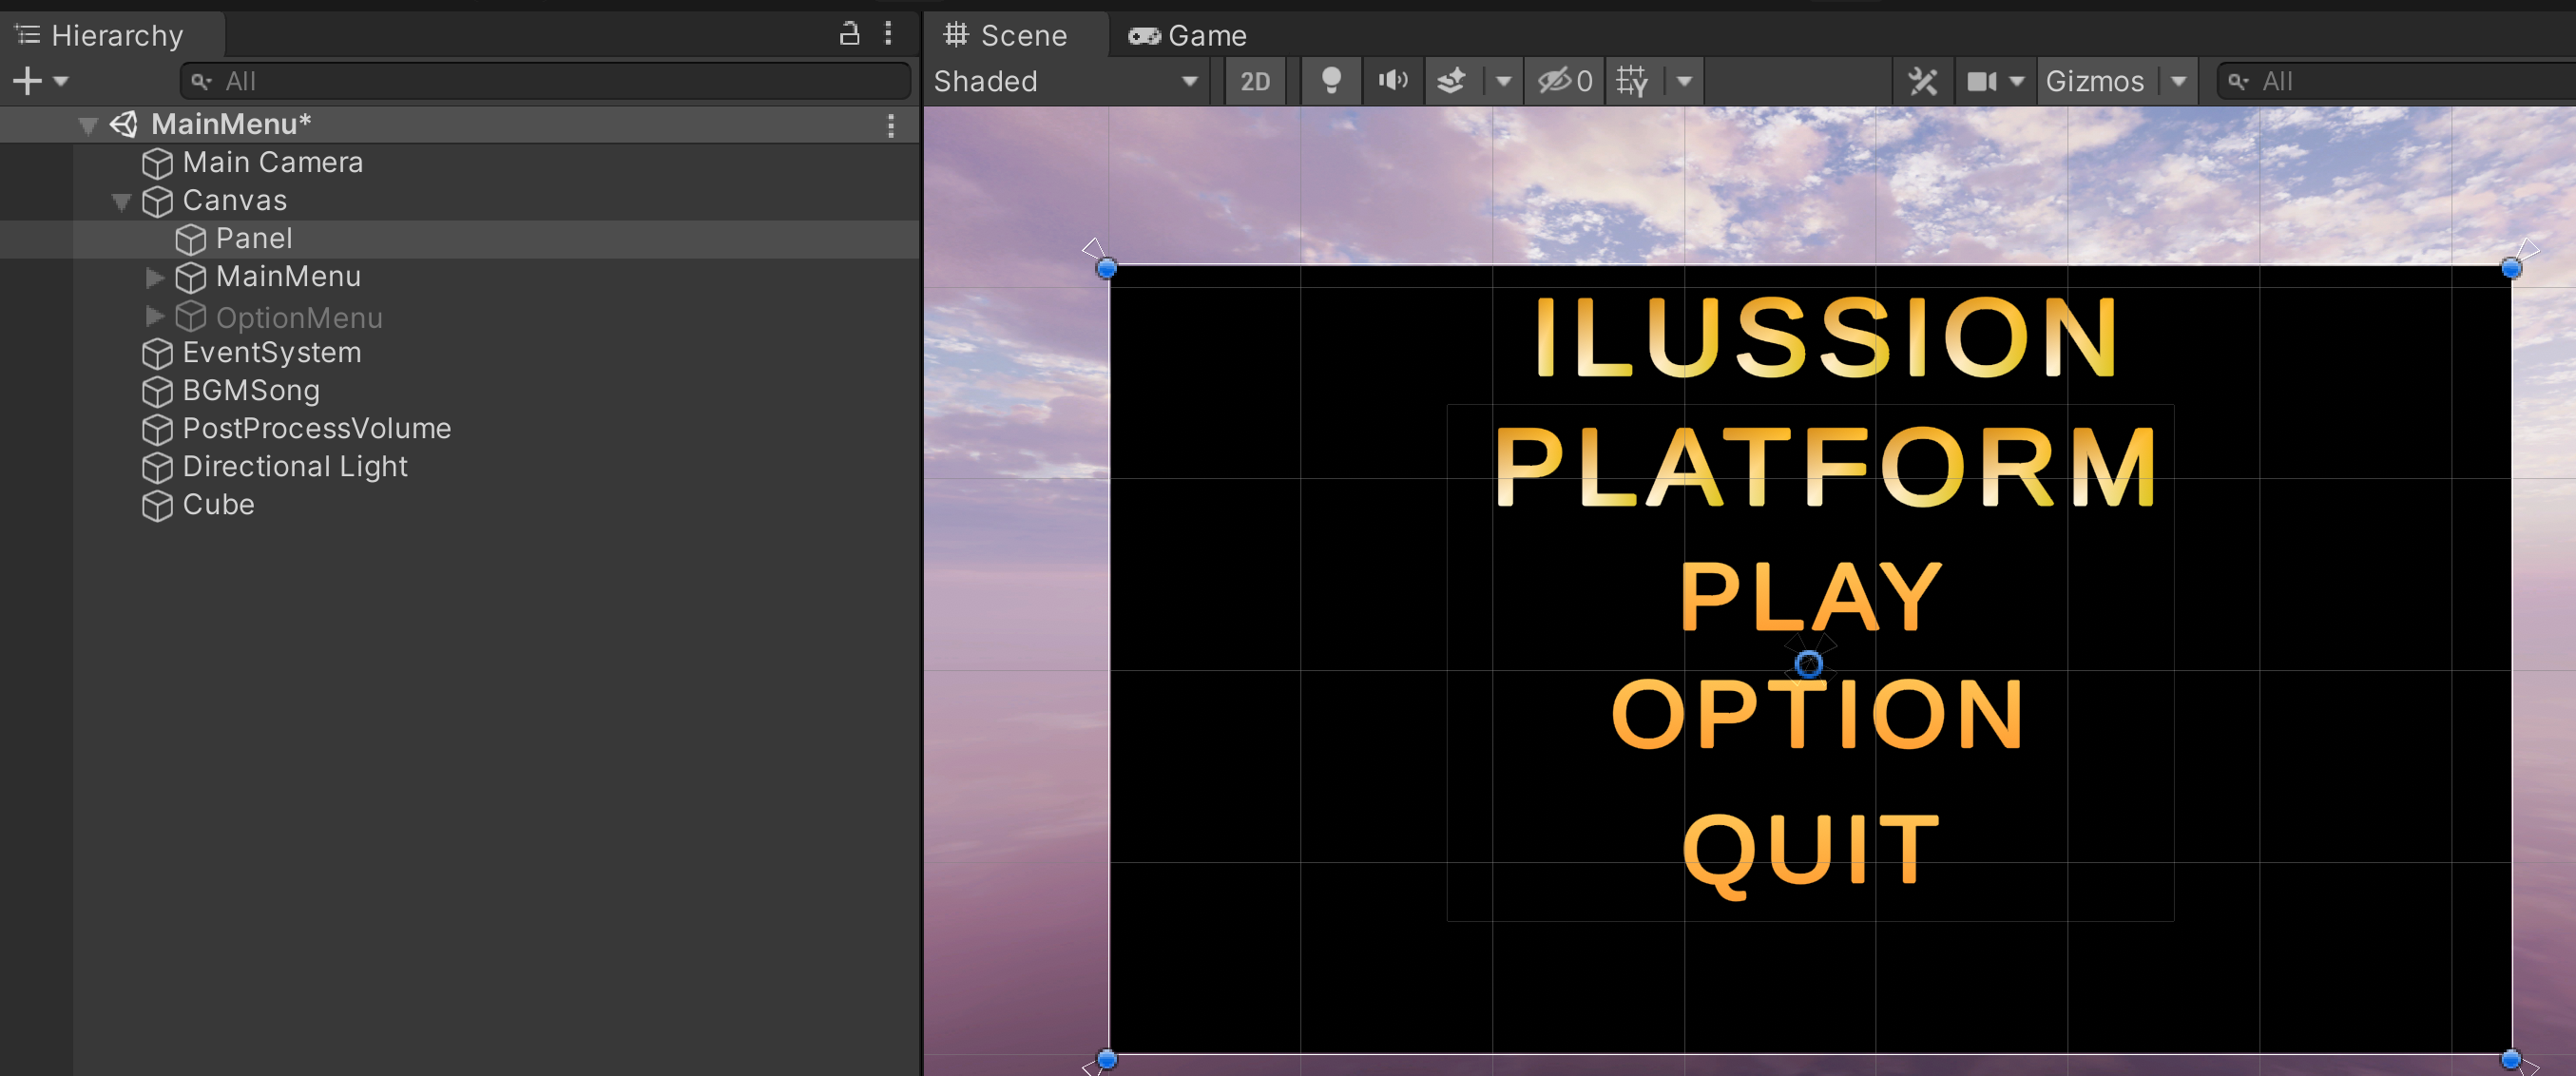 Hierarchy
All
MainMenu*
Main Camera
Canvas
Panel
MainMenu
OptionMenu
EventSystem
BGMSong
PostProcessVolume
Directional Light
Cube
Scene Game
Shaded 2D 0 Gizmos All
ILUSSION
PLATFORM
PLAY
OPTION
QUIT